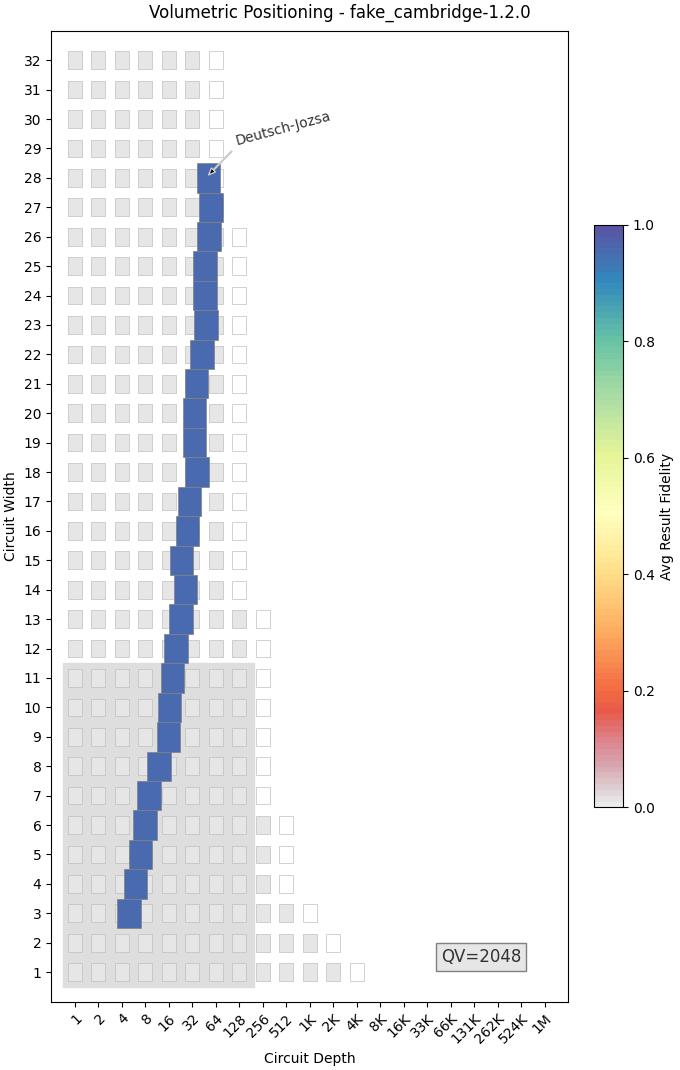 Volumetric Positioning - fake_cambridge-1.2.0
32
31
30
29
28
27
26
25
24
23
22
21
20
19
18
17
16
15
14
13
12
11
10
9
8
7
6
5
4
3
2
1
Circuit Width
Deutsch-Jozsa
QV=2048
1
2
4
8
16
32
64
128
256
512
1K
2K
4K
8K
16K
33K
66K
131K
262K
524K
1M
Circuit Depth
1.0
0.8
0.6
0.4
0.2
0.0
Avg Result Fidelity